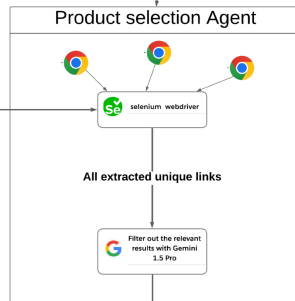 Product selection Agent
Se
selenium webdriver
All extracted unique links
Filter out the relevant
results with Gemini
1.5 Pro